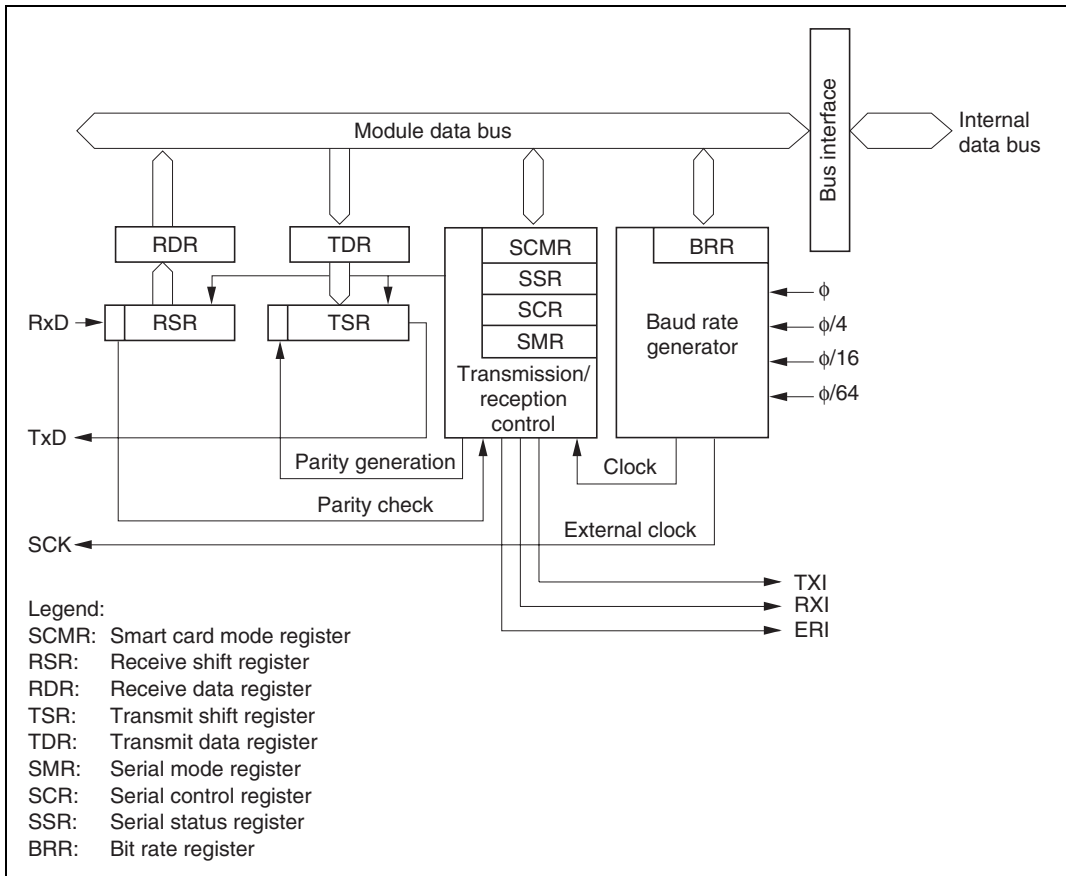 Module data bus
Bus interface
Internal
data bus
RDR
TDR
SCMR
SSR
SCR
SMR
Transmission/
reception
control
BRR
Baud rate
generator
ϕ
ϕ/4
ϕ/16
ϕ/64
RxD
RSR
TSR
TxD
Parity generation
Clock
Parity check
External clock
SCK
TXI
RXI
ERI
Legend:
SCMR: Smart card mode register
RSR: Receive shift register
RDR: Receive data register
TSR: Transmit shift register
TDR: Transmit data register
SMR: Serial mode register
SCR: Serial control register
SSR: Serial status register
BRR: Bit rate register